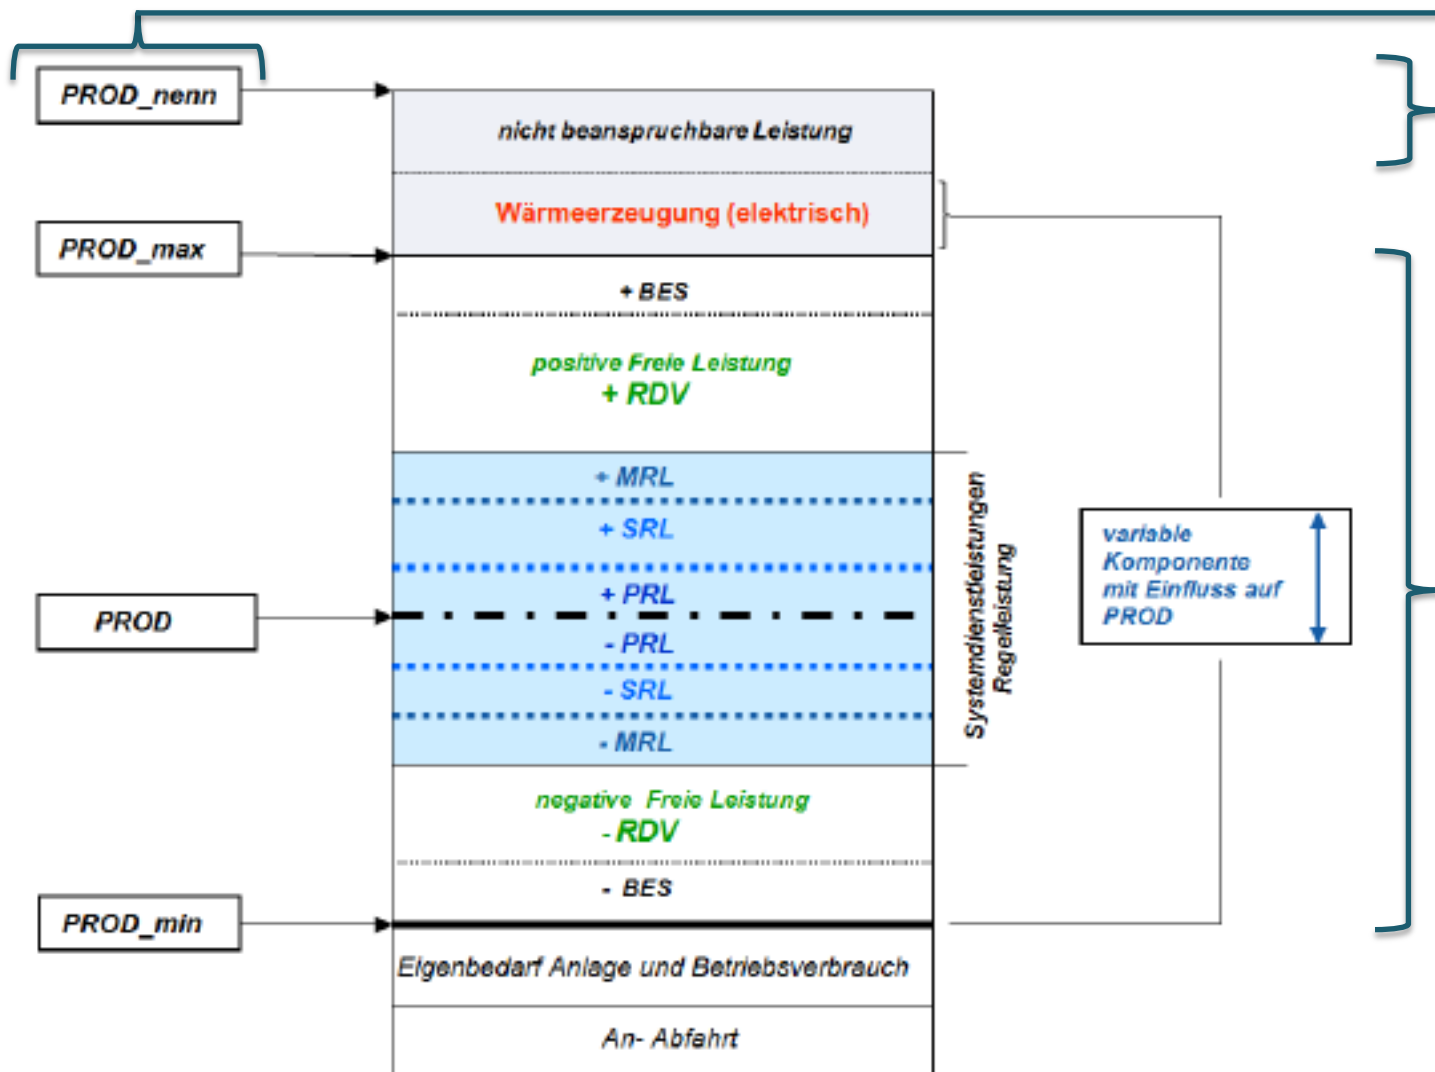 PROD_nenn
nicht beanspruchbare Leistung
Wärmeerzeugung (elektrisch)
PROD_max
+ BES
positive Freie Leistung
+ RDV
+ MRL
+ SRL
+ PRL
PROD
- PRL
- SRL
- MRL
Systemdienstleistungen
Regelleistung
variable
Komponente
mit Einfluss auf
PROD
negative Freie Leistung
- RDV
- BES
PROD_min
Eigenbedarf Anlage und Betriebsverbrauch
An- Abfahrt